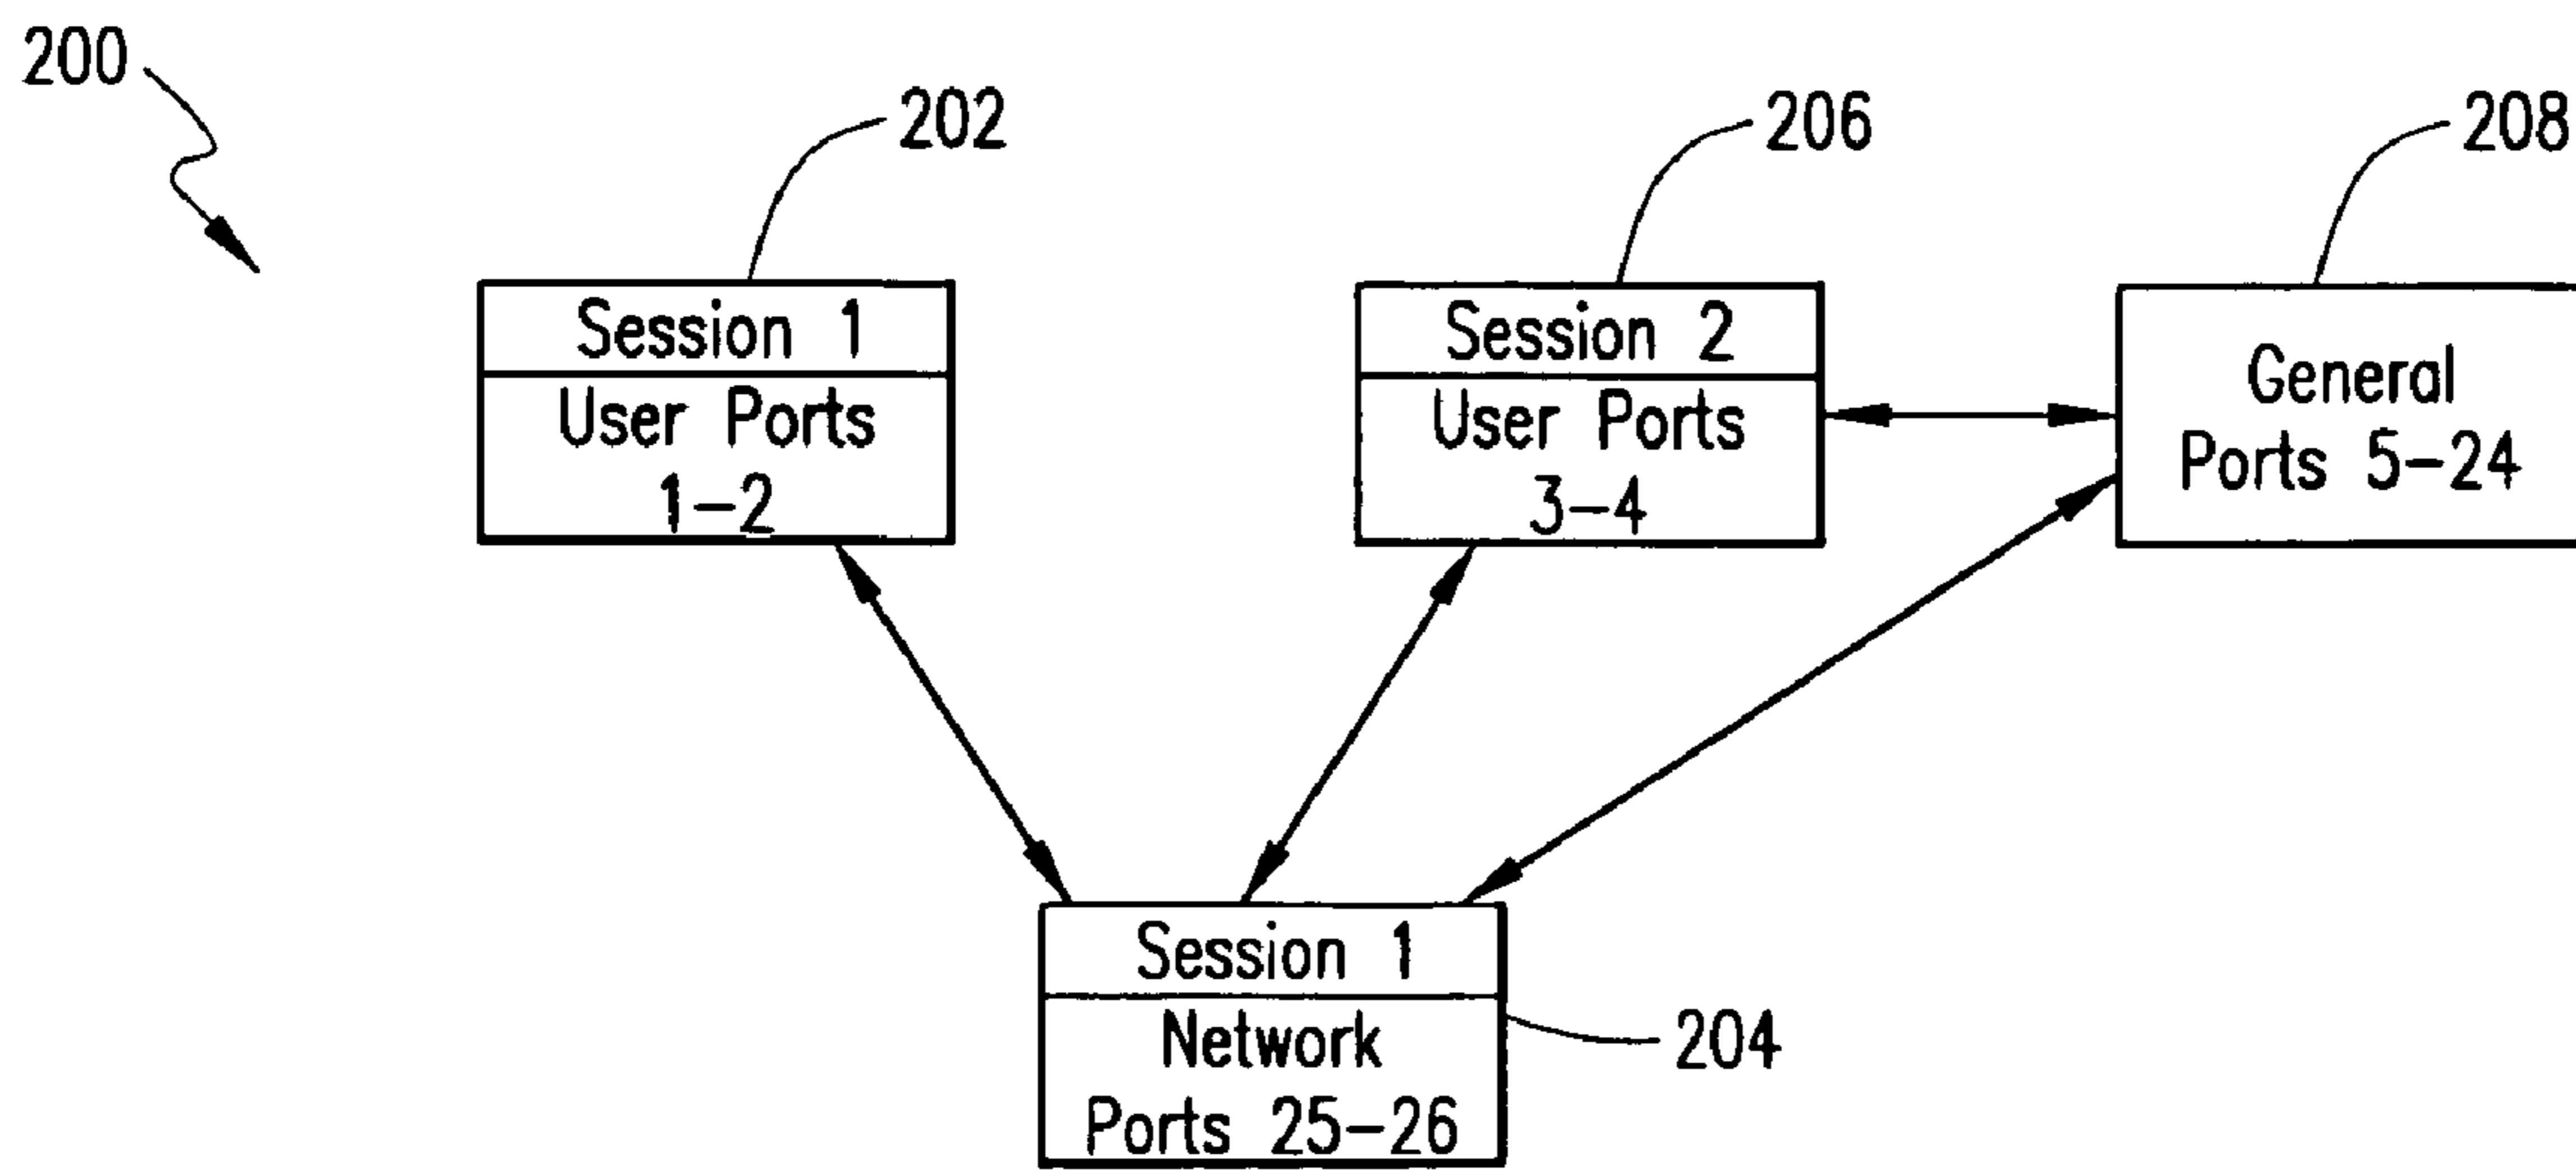 200
202
206
208
Session 1
User Ports
1-2
Session 2
User Ports
3-4
General
Ports 5-24
Session 1
Network
Ports 25-26
204